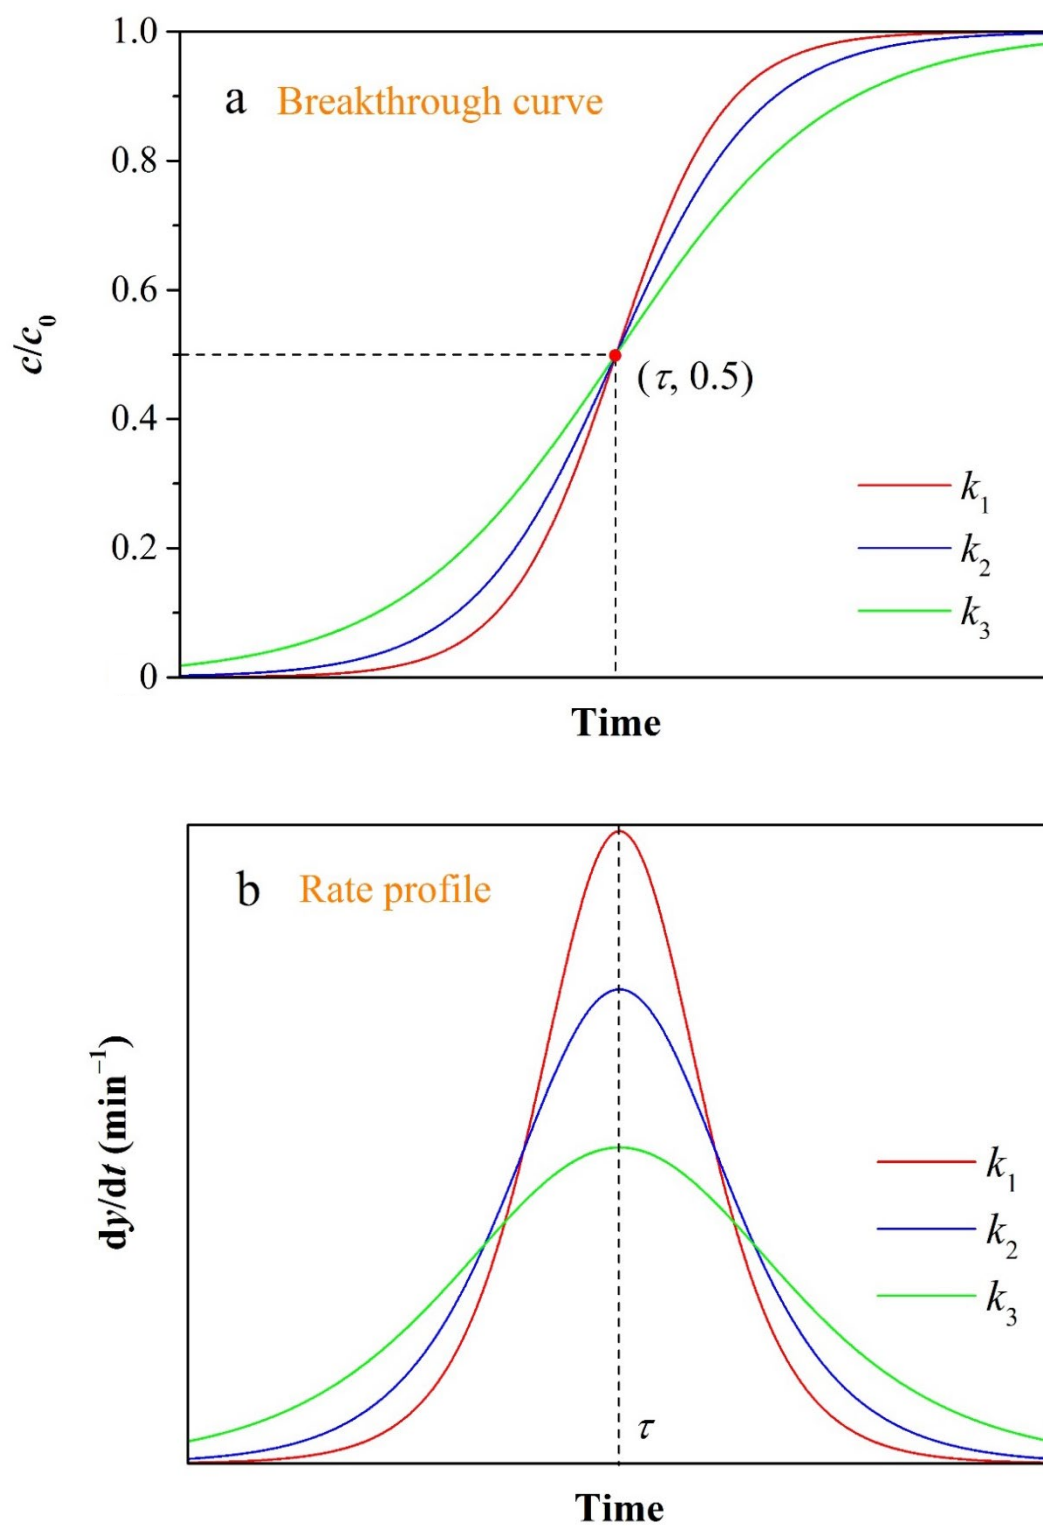 1.0
a Breakthrough curve
0.8
0.6
c/c₀
(τ, 0.5)
0.4
k₁
0.2
k₂
k₃
0
Time
b Rate profile
dy/dt (min⁻¹)
k₁
k₂
k₃
τ
Time